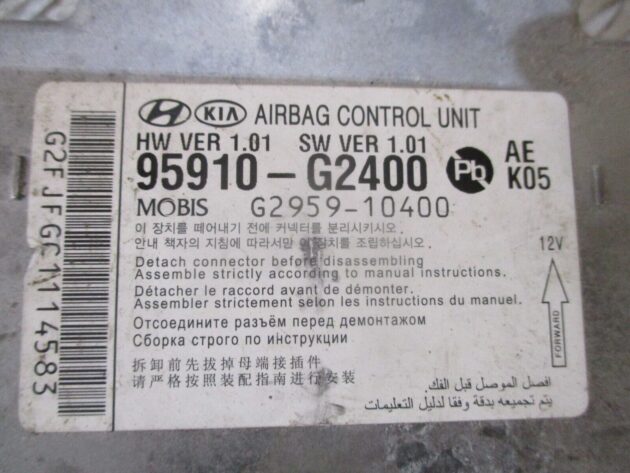 KIA AIRBAG CONTROL UNIT
HW VER 1.01 SW VER 1.01
95910-G2400 Pb AE K05
MOBIS G2959-10400
이 장치를 떼어내기 전에 커넥터를 분리시키시오.
안내 책자의 지침에 따라서만 이 장치를 조립하십시오.
Detach connector before disassembling
Assemble strictly according to manual instructions.
Détacher le raccord avant de démonter.
Assembler strictement selon les instructions du manuel.
Отсоедините разъём перед демонтажом
Сборка строго по инструкции
拆卸前先拔掉母端接插件
请严格按照装配指南进行安装
12V
FORWARD
افصل الموصل قبل الفك.
يتم تجميعه بدقة وفقا لدليل التعليمات
G2FJFGC1114583